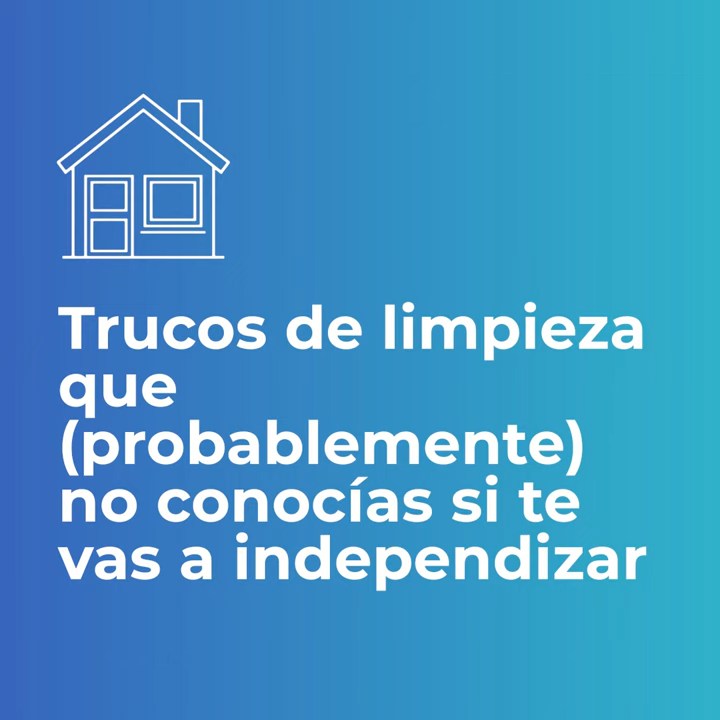 Trucos de limpieza
que
(probablemente)
no conocías si te
vas a independizar